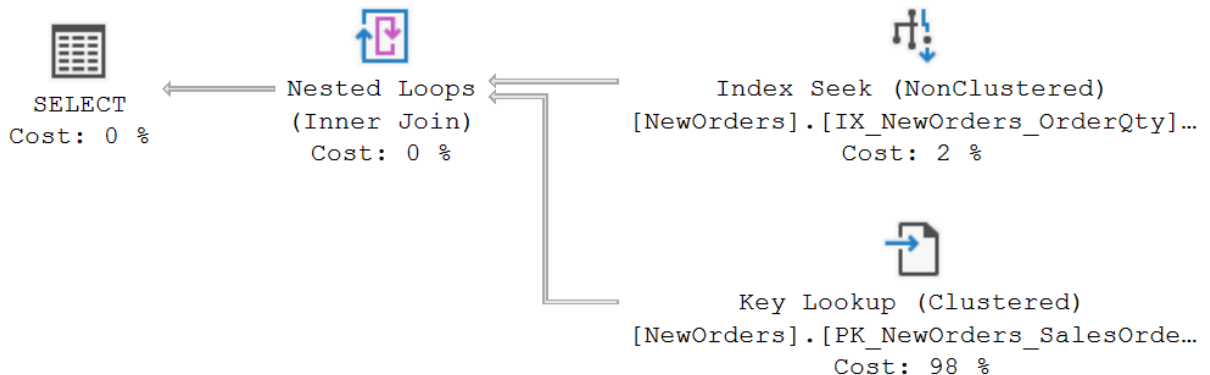 SELECT
Cost: 0 %
Nested Loops
(Inner Join)
Cost: 0 %
Index Seek (NonClustered)
[NewOrders].[IX_NewOrders_OrderQty]…
Cost: 2 %
Key Lookup (Clustered)
[NewOrders].[PK_NewOrders_SalesOrde…
Cost: 98 %